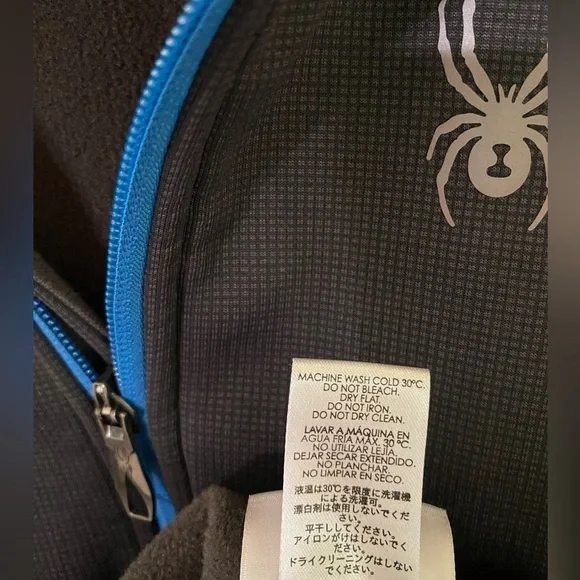 MACHINE WASH COLD 30°C.
DO NOT BLEACH.
DRY FLAT.
DO NOT IRON.
DO NOT DRY CLEAN.
LAVAR A MÁQUINA EN
AGUA FRÍA MÁX. 30 °C.
NO UTILIZAR LEJÍA.
DEJAR SECAR EXTENDIDO.
NO PLANCHAR.
NO LIMPIAR EN SECO.
液温は30℃を限度に洗濯機
による洗濯可。
漂白剤は使用しないでくだ
さい。
平干ししてください。
アイロンがけはしないでくだ
さい。
ドライクリーニングはしない
でください。